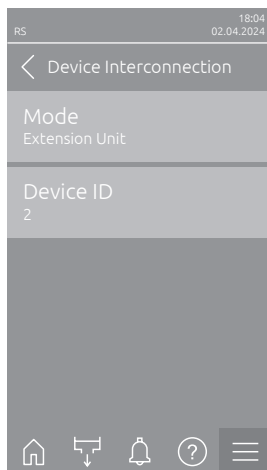 18:04
RS
02.04.2024
Device Interconnection
Mode
Extension Unit
Device ID
2
?